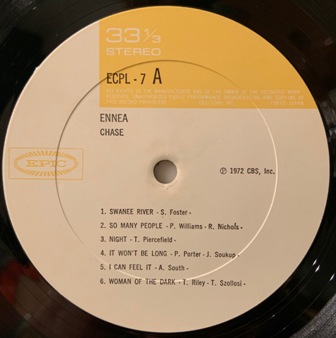 33 1/3
STEREO
ECPL - 7 A
ENNEA
CHASE
EPIC
℗ 1972 CBS, Inc.
1. SWANEE RIVER - S. Foster -
2. SO MANY PEOPLE - P. Williams - R. Nichols -
3. NIGHT - T. Piercefield -
4. IT WON'T BE LONG - P. Porter - J. Soukup -
5. I CAN FEEL IT - A. South -
6. WOMAN OF THE DARK - T. Riley - T. Szollosi -